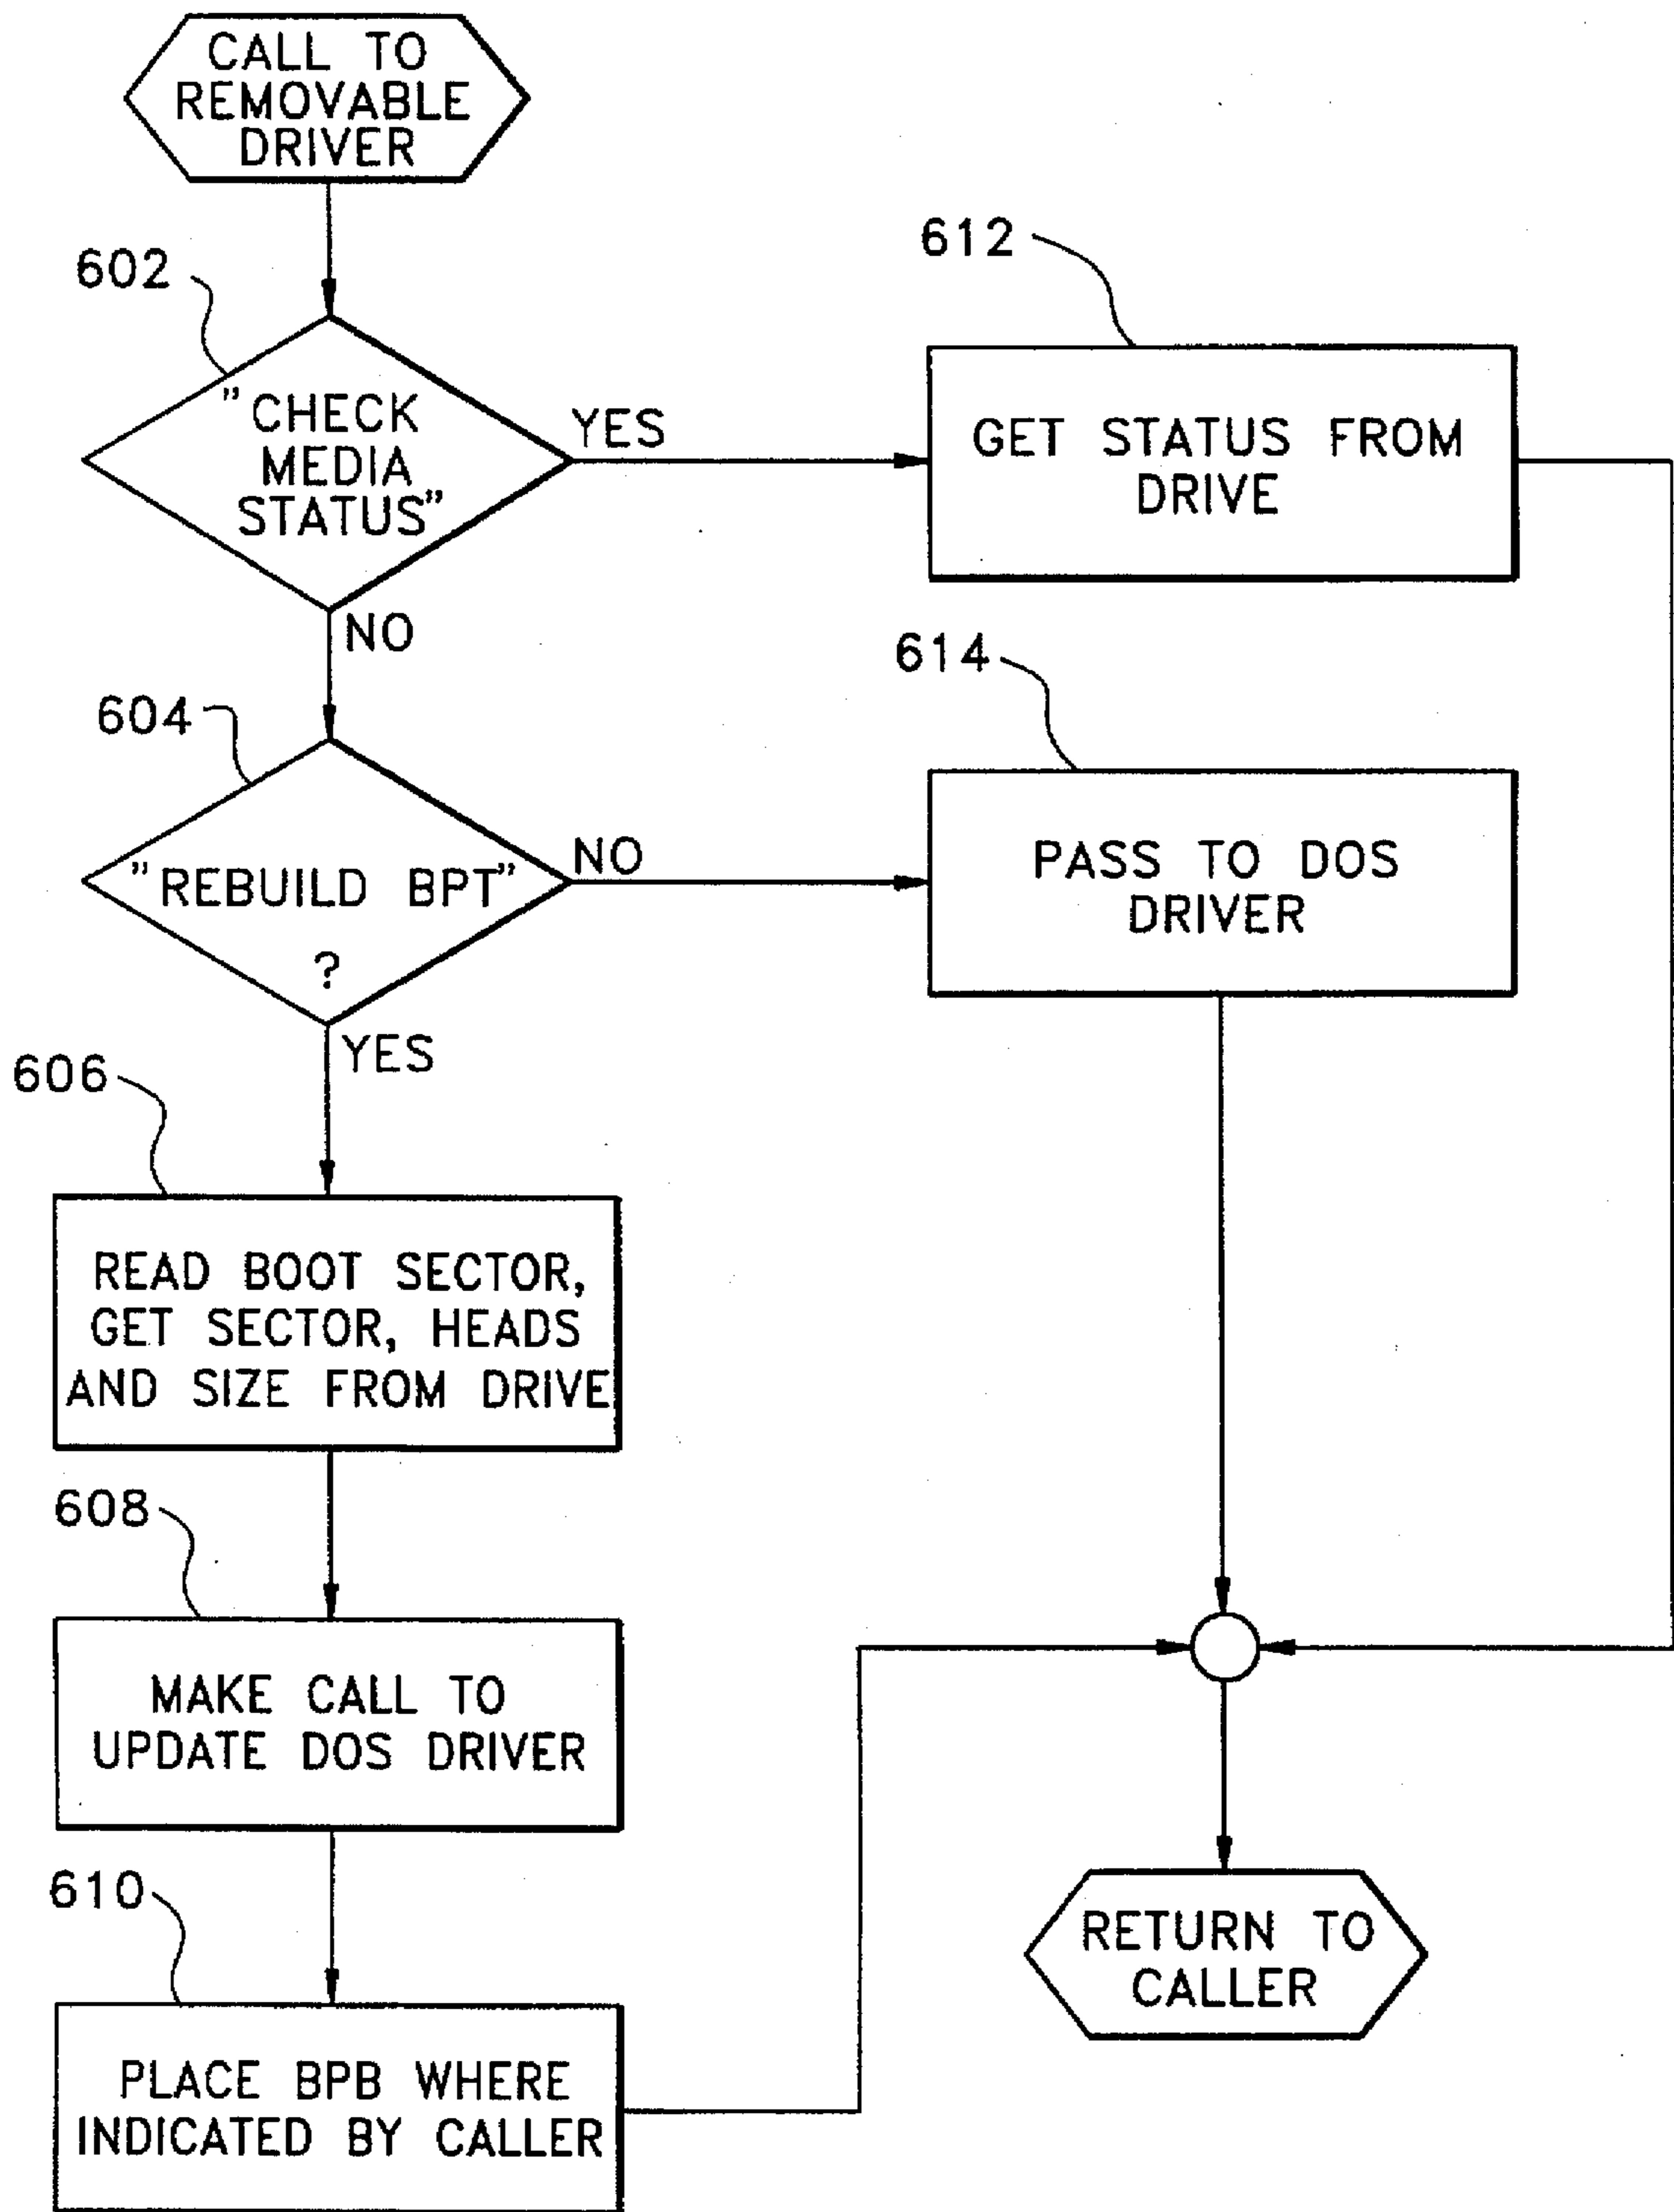 CALL TO
REMOVABLE
DRIVER
602
"CHECK
MEDIA
STATUS"
YES
612
GET STATUS FROM
DRIVE
NO
604
"REBUILD BPT"
?
NO
614
PASS TO DOS
DRIVER
YES
606
READ BOOT SECTOR,
GET SECTOR, HEADS
AND SIZE FROM DRIVE
608
MAKE CALL TO
UPDATE DOS DRIVER
610
PLACE BPB WHERE
INDICATED BY CALLER
RETURN TO
CALLER